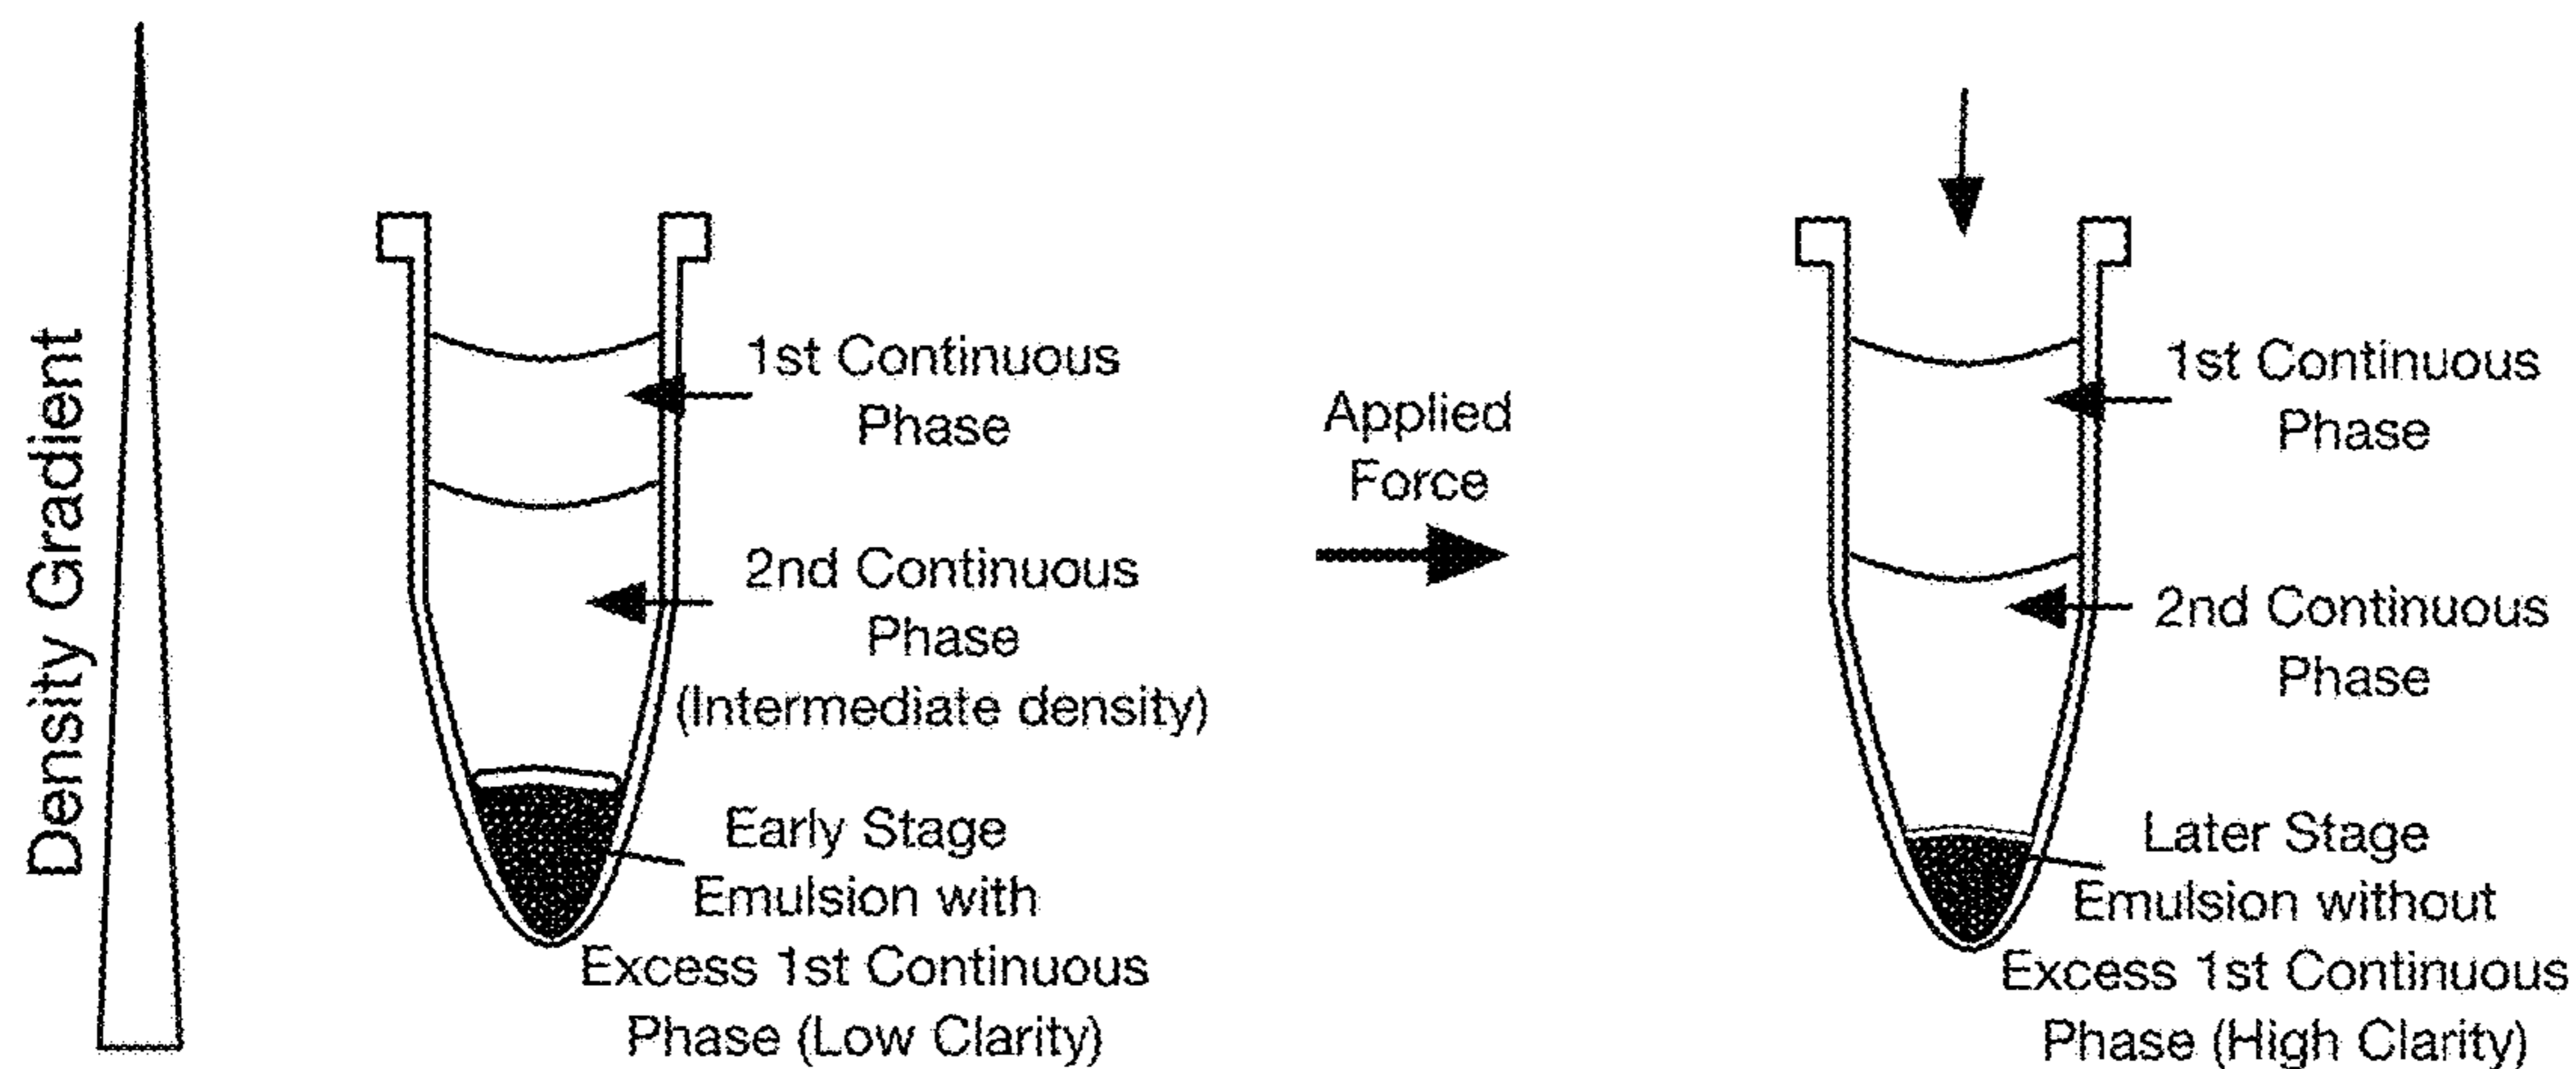 Density Gradient
1st Continuous
Phase
2nd Continuous
Phase
(Intermediate density)
Early Stage
Emulsion with
Excess 1st Continuous
Phase (Low Clarity)
Applied
Force
1st Continuous
Phase
2nd Continuous
Phase
Later Stage
Emulsion without
Excess 1st Continuous
Phase (High Clarity)